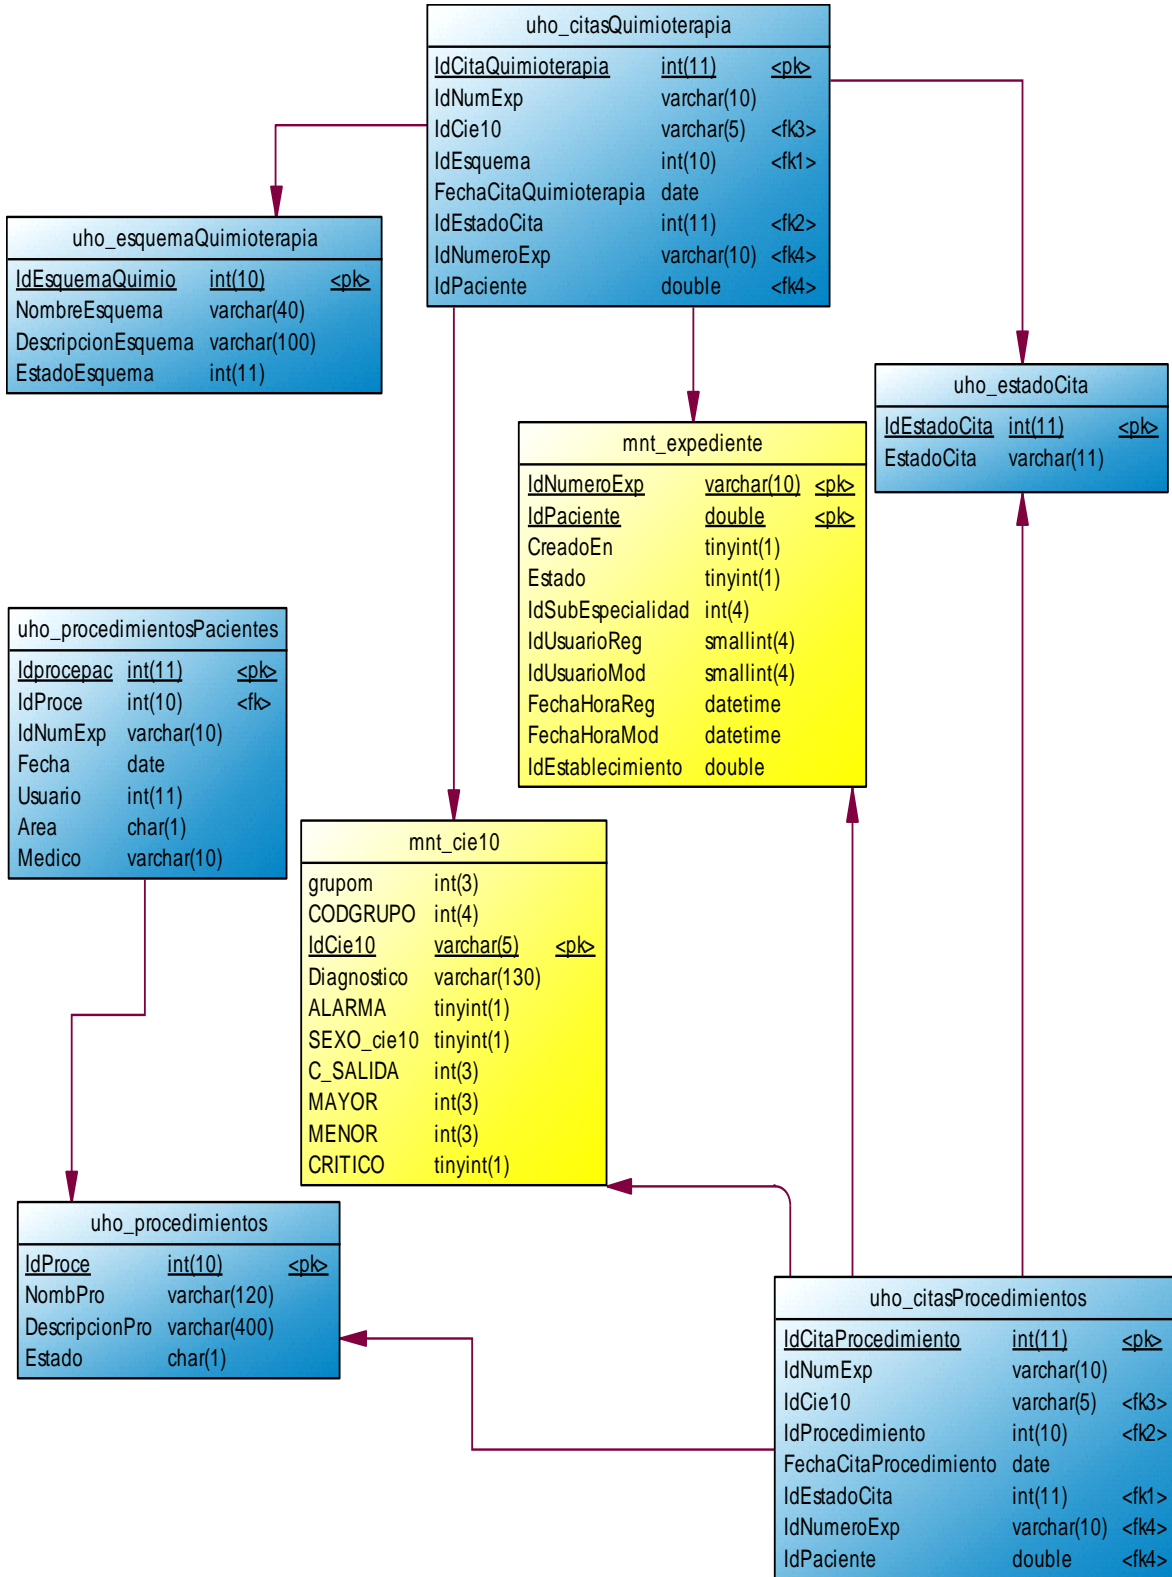 uho_citasQuimioterapia
IdCitaQuimioterapia int(11) <pk>
IdNumExp varchar(10)
IdCie10 varchar(5) <fk3>
IdEsquema int(10) <fk1>
FechaCitaQuimioterapia date
IdEstadoCita int(11) <fk2>
IdNumeroExp varchar(10) <fk4>
IdPaciente double <fk4>
uho_esquemaQuimioterapia
IdEsquemaQuimio int(10) <pk>
NombreEsquema varchar(40)
DescripcionEsquema varchar(100)
EstadoEsquema int(11)
uho_estadoCita
IdEstadoCita int(11) <pk>
EstadoCita varchar(11)
mnt_expediente
IdNumeroExp varchar(10) <pk>
IdPaciente double <pk>
CreadoEn tinyint(1)
Estado tinyint(1)
IdSubEspecialidad int(4)
IdUsuarioReg smallint(4)
IdUsuarioMod smallint(4)
FechaHoraReg datetime
FechaHoraMod datetime
IdEstablecimiento double
uho_procedimientosPacientes
Idprocepac int(11) <pk>
IdProce int(10) <fk>
IdNumExp varchar(10)
Fecha date
Usuario int(11)
Area char(1)
Medico varchar(10)
mnt_cie10
grupom int(3)
CODGRUPO int(4)
IdCie10 varchar(5) <pk>
Diagnostico varchar(130)
ALARMA tinyint(1)
SEXO_cie10 tinyint(1)
C_SALIDA int(3)
MAYOR int(3)
MENOR int(3)
CRITICO tinyint(1)
uho_procedimientos
IdProce int(10) <pk>
NombPro varchar(120)
DescripcionPro varchar(400)
Estado char(1)
uho_citasProcedimientos
IdCitaProcedimiento int(11) <pk>
IdNumExp varchar(10)
IdCie10 varchar(5) <fk3>
IdProcedimiento int(10) <fk2>
FechaCitaProcedimiento date
IdEstadoCita int(11) <fk1>
IdNumeroExp varchar(10) <fk4>
IdPaciente double <fk4>